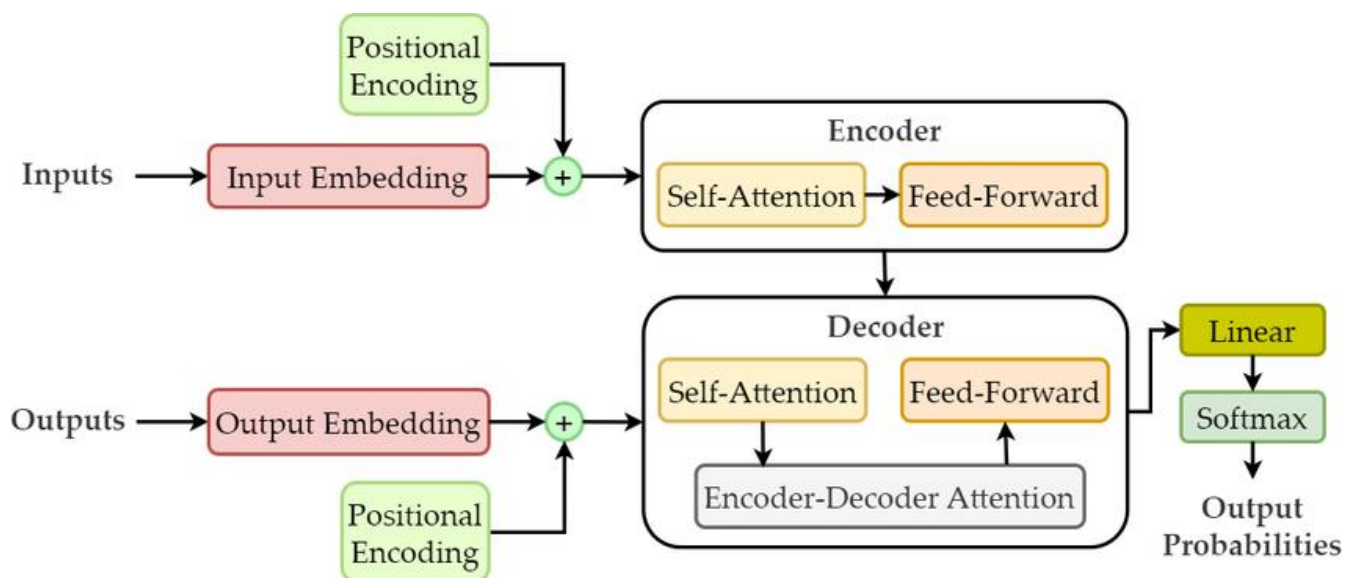 Positional
Encoding
Encoder
Inputs
Input Embedding
+
Self-Attention
Feed-Forward
Decoder
Linear
Self-Attention
Feed-Forward
Outputs
Output Embedding
+
Softmax
Encoder-Decoder Attention
Positional
Encoding
Output
Probabilities